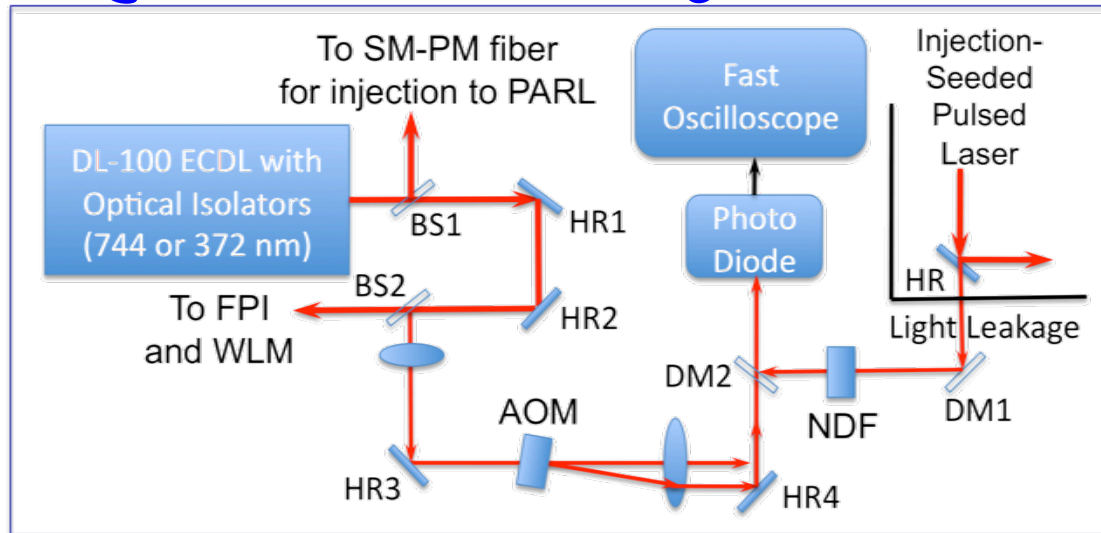 To SM-PM fiber
for injection to PARL
Fast
Oscilloscope
Injection-
Seeded
Pulsed
Laser
DL-100 ECDL with
Optical Isolators
(744 or 372 nm)
BS1
HR1
Photo
Diode
HR
BS2
HR2
To FPI
and WLM
Light Leakage
DM2
NDF
DM1
AOM
HR3
HR4